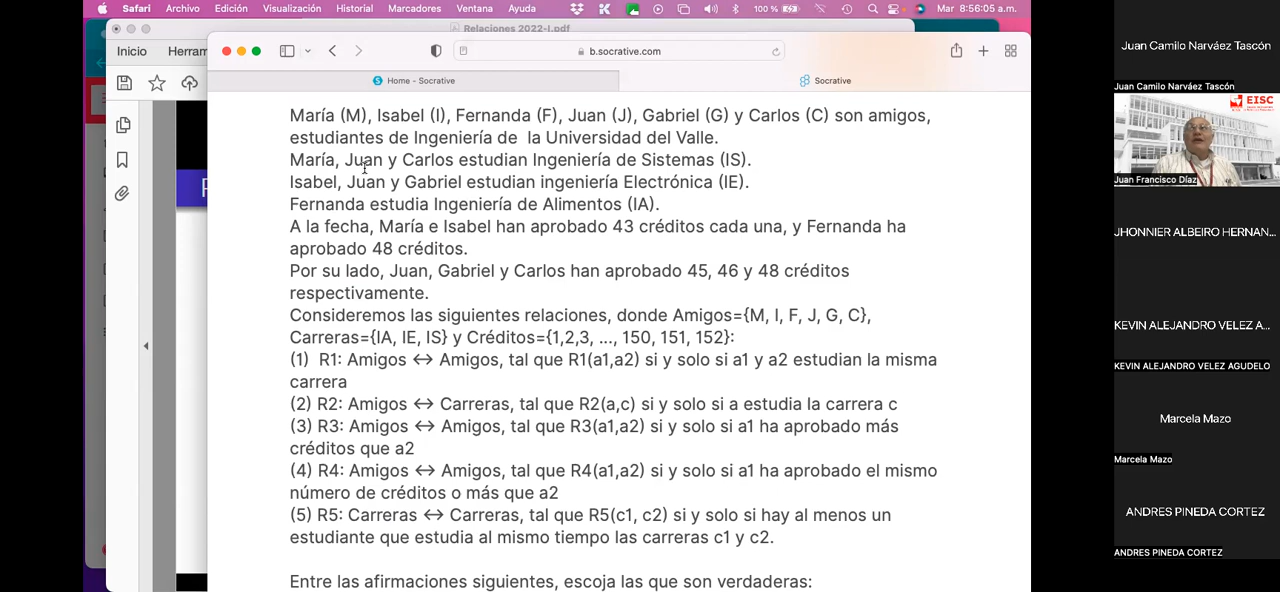 Safari Archivo Edición Visualización Historial Marcadores Ventana Ayuda 100 % Mar 8:56:05 a.m.
Relaciones 2022-I.pdf
Inicio Herram
b.socrative.com
Home - Socrative
Socrative
María (M), Isabel (I), Fernanda (F), Juan (J), Gabriel (G) y Carlos (C) son amigos,
estudiantes de Ingeniería de la Universidad del Valle.
María, Juan y Carlos estudian Ingeniería de Sistemas (IS).
Isabel, Juan y Gabriel estudian ingeniería Electrónica (IE).
Fernanda estudia Ingeniería de Alimentos (IA).
A la fecha, María e Isabel han aprobado 43 créditos cada una, y Fernanda ha
aprobado 48 créditos.
Por su lado, Juan, Gabriel y Carlos han aprobado 45, 46 y 48 créditos
respectivamente.
Consideremos las siguientes relaciones, donde Amigos={M, I, F, J, G, C},
Carreras={IA, IE, IS} y Créditos={1,2,3, ..., 150, 151, 152}:
(1) R1: Amigos ↔ Amigos, tal que R1(a1,a2) si y solo si a1 y a2 estudian la misma
carrera
(2) R2: Amigos ↔ Carreras, tal que R2(a,c) si y solo si a estudia la carrera c
(3) R3: Amigos ↔ Amigos, tal que R3(a1,a2) si y solo si a1 ha aprobado más
créditos que a2
(4) R4: Amigos ↔ Amigos, tal que R4(a1,a2) si y solo si a1 ha aprobado el mismo
número de créditos o más que a2
(5) R5: Carreras ↔ Carreras, tal que R5(c1, c2) si y solo si hay al menos un
estudiante que estudia al mismo tiempo las carreras c1 y c2.
Entre las afirmaciones siguientes, escoja las que son verdaderas:
Juan Camilo Narváez Tascón
Juan Camilo Narváez Tascón
EISC
Juan Francisco Díaz
JHONNIER ALBEIRO HERNAN...
KEVIN ALEJANDRO VELEZ A...
KEVIN ALEJANDRO VELEZ AGUDELO
Marcela Mazo
Marcela Mazo
ANDRES PINEDA CORTEZ
ANDRES PINEDA CORTEZ